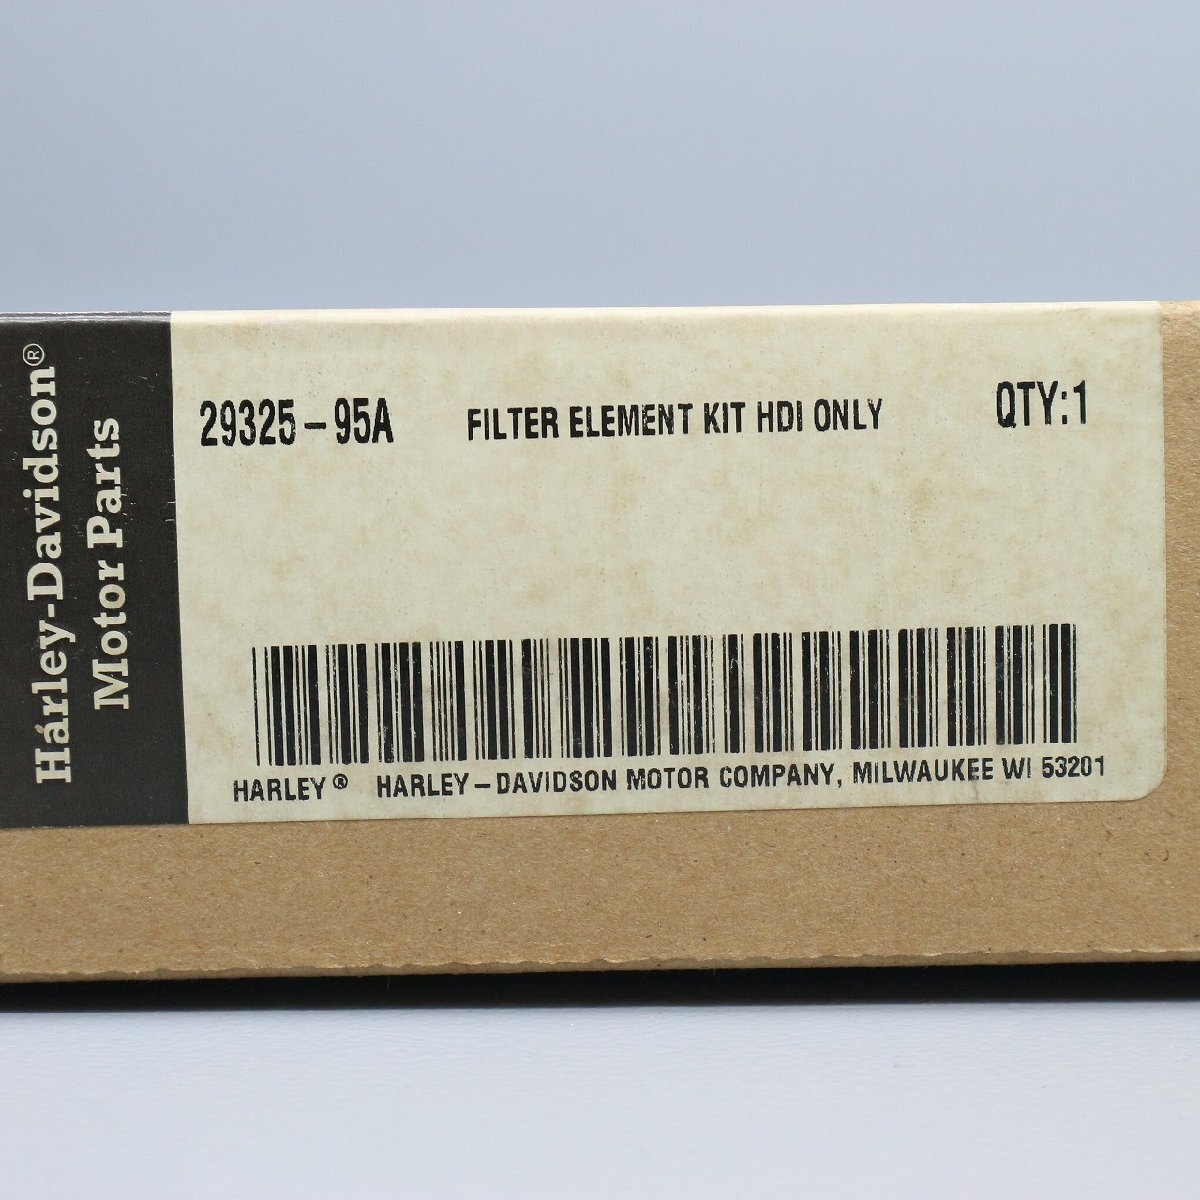 Harley-Davidson®
Motor Parts
29325-95A FILTER ELEMENT KIT HDI ONLY QTY:1
HARLEY® HARLEY-DAVIDSON MOTOR COMPANY, MILWAUKEE WI 53201